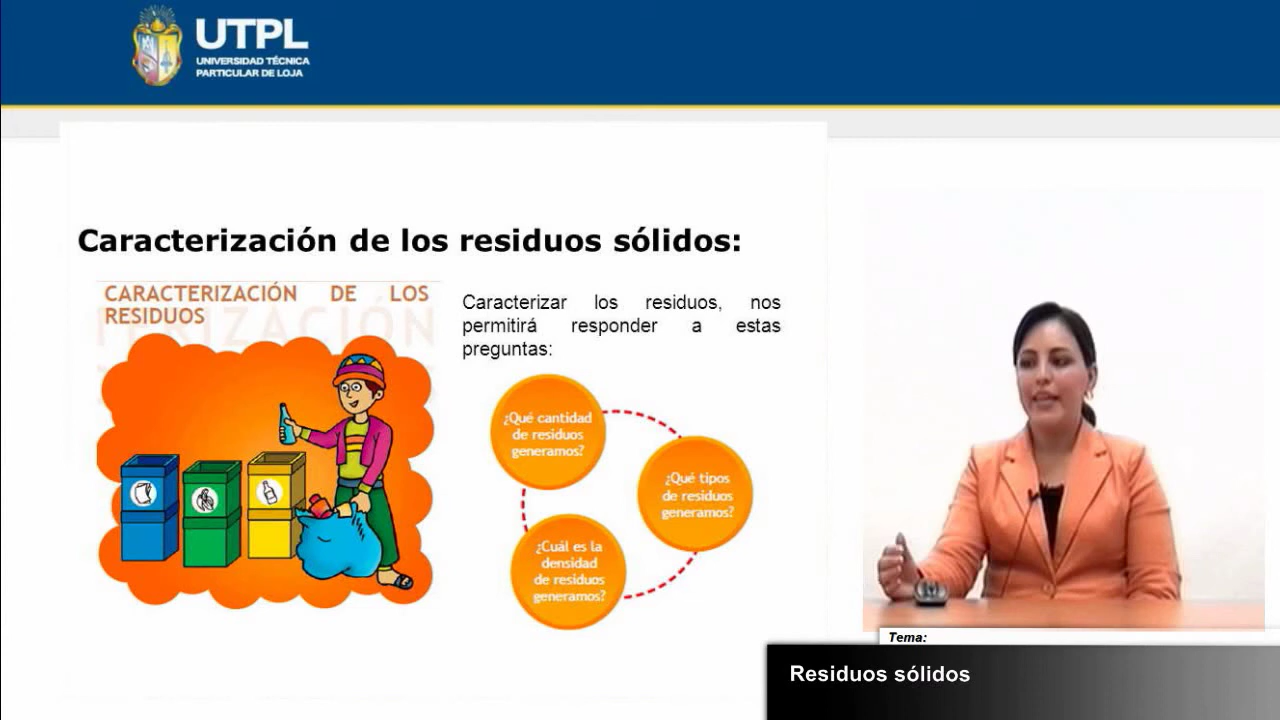 UTPL
UNIVERSIDAD TÉCNICA
PARTICULAR DE LOJA
Caracterización de los residuos sólidos:
CARACTERIZACIÓN DE LOS
RESIDUOS
Caracterizar los residuos, nos
permitirá responder a estas
preguntas:
¿Qué cantidad
de residuos
generamos?
¿Qué tipos
de residuos
generamos?
¿Cuál es la
densidad
de residuos
generamos?
Tema:
Residuos sólidos